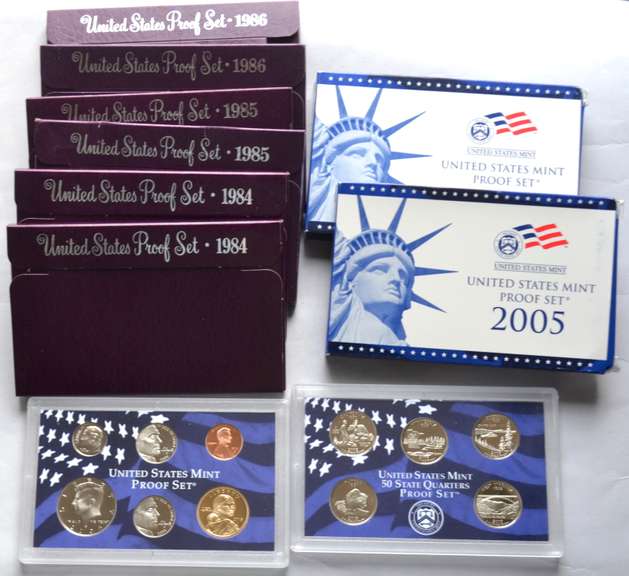 United States Proof Set • 1986
United States Proof Set • 1986
United States Proof Set • 1985
United States Proof Set • 1985
United States Proof Set • 1984
United States Proof Set • 1984
UNITED STATES MINT
UNITED STATES MINT
PROOF SET®
UNITED STATES MINT
UNITED STATES MINT
PROOF SET®
2005
UNITED STATES MINT
PROOF SET™
UNITED STATES MINT
50 STATE QUARTERS
PROOF SET™